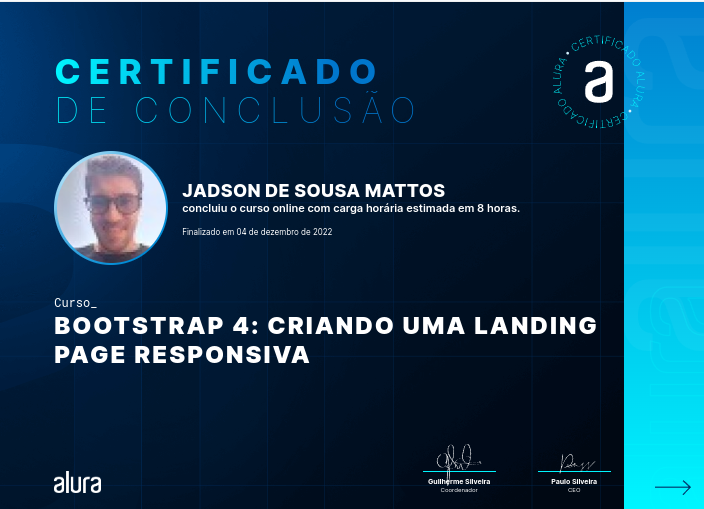 CERTIFICADO
DE CONCLUSÃO
CERTIFICADO ALURA • CERTIFICADO ALURA •
a
JADSON DE SOUSA MATTOS
concluiu o curso online com carga horária estimada em 8 horas.
Finalizado em 04 de dezembro de 2022
Curso_
BOOTSTRAP 4: CRIANDO UMA LANDING
PAGE RESPONSIVA
alura
Guilherme Silveira
Coordenador
Paulo Silveira
CEO